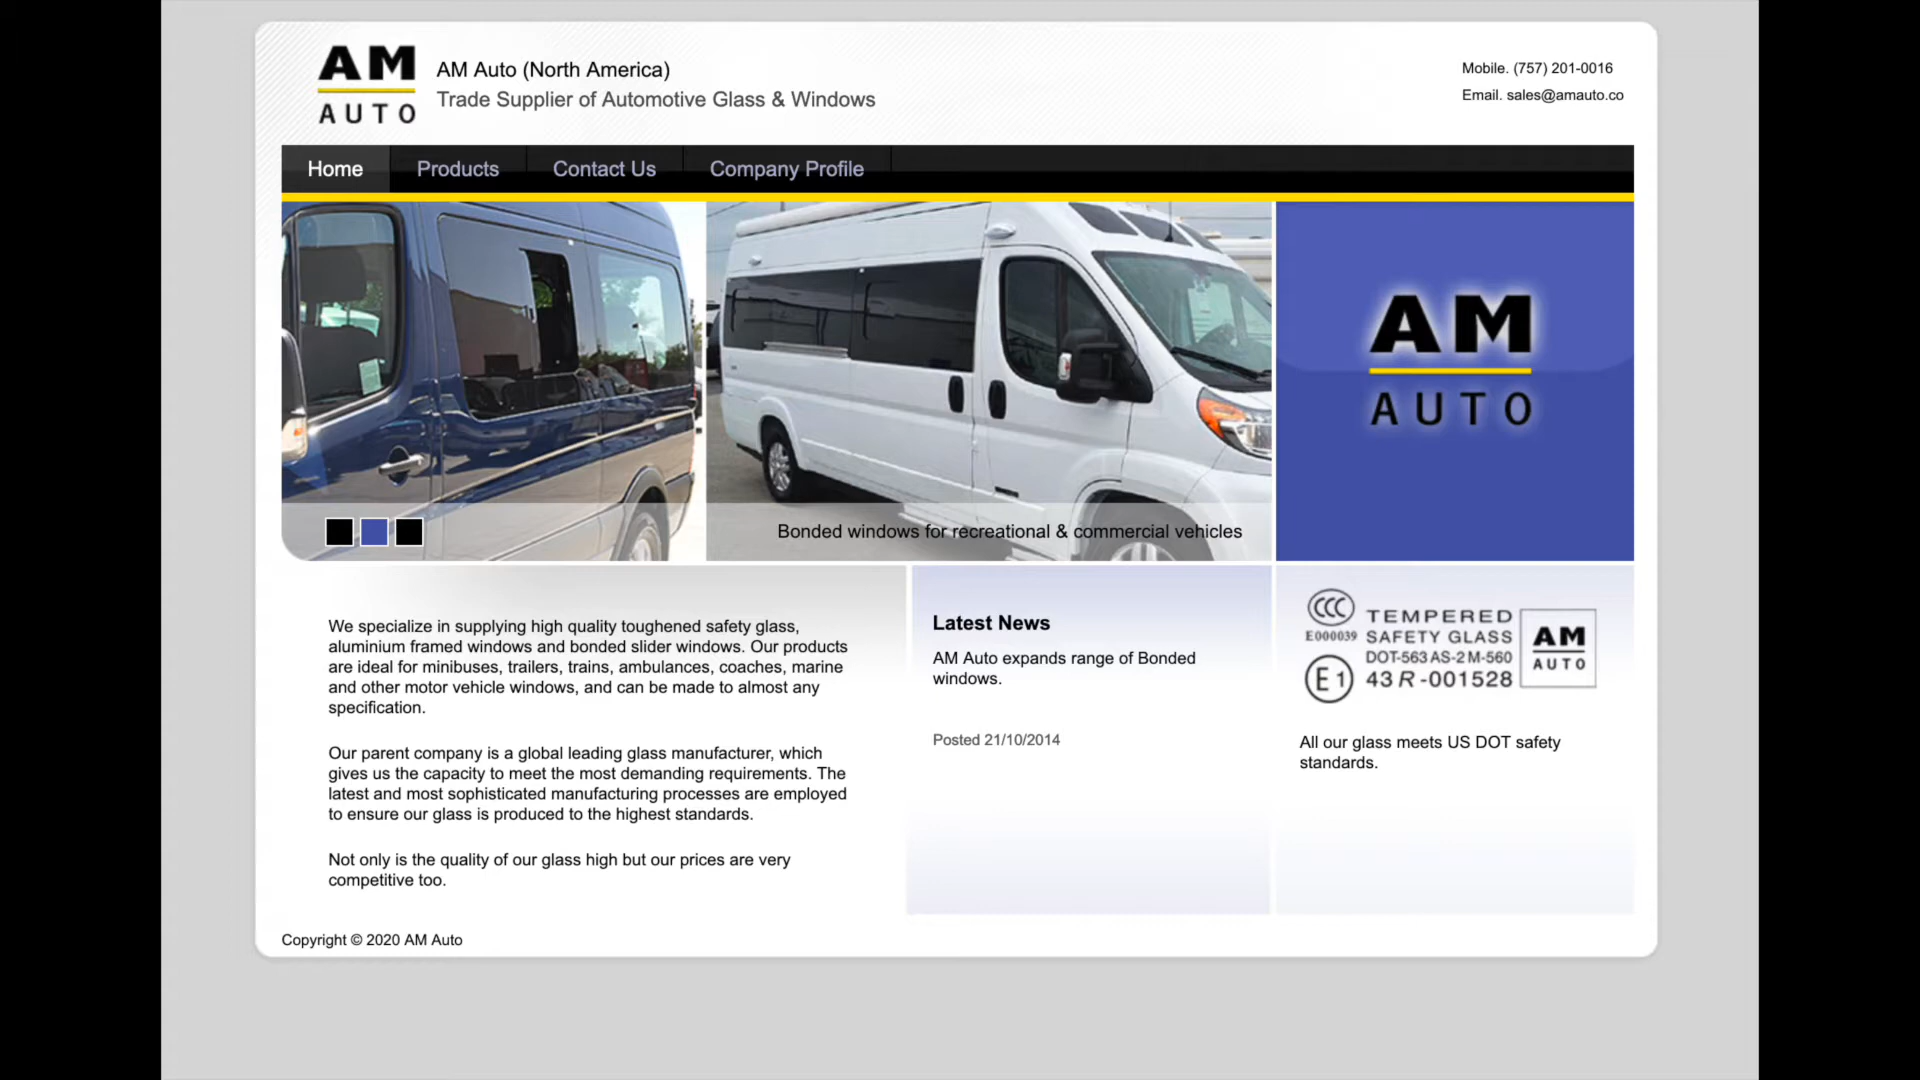 AM
AUTO
AM Auto (North America)
Trade Supplier of Automotive Glass & Windows
Mobile. (757) 201-0016
Email. sales@amauto.co
Home
Products
Contact Us
Company Profile
AM
AUTO
Bonded windows for recreational & commercial vehicles
We specialize in supplying high quality toughened safety glass,
aluminium framed windows and bonded slider windows. Our products
are ideal for minibuses, trailers, trains, ambulances, coaches, marine
and other motor vehicle windows, and can be made to almost any
specification.
Our parent company is a global leading glass manufacturer, which
gives us the capacity to meet the most demanding requirements. The
latest and most sophisticated manufacturing processes are employed
to ensure our glass is produced to the highest standards.
Not only is the quality of our glass high but our prices are very
competitive too.
Latest News
AM Auto expands range of Bonded
windows.
Posted 21/10/2014
CCC
E000039
E1
TEMPERED
SAFETY GLASS
DOT-563 AS-2 M-560
43 R -001528
AM
AUTO
All our glass meets US DOT safety
standards.
Copyright © 2020 AM Auto